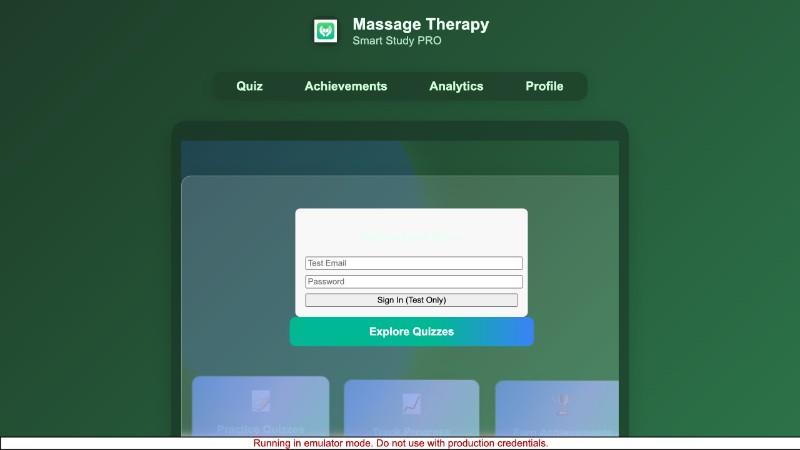 Massage Therapy
Smart Study PRO
Quiz Achievements Analytics Profile
Test Email
Password
Sign In (Test Only)
Explore Quizzes
Practice Quizzes Track Progress Earn Achievements
Running in emulator mode. Do not use with production credentials.